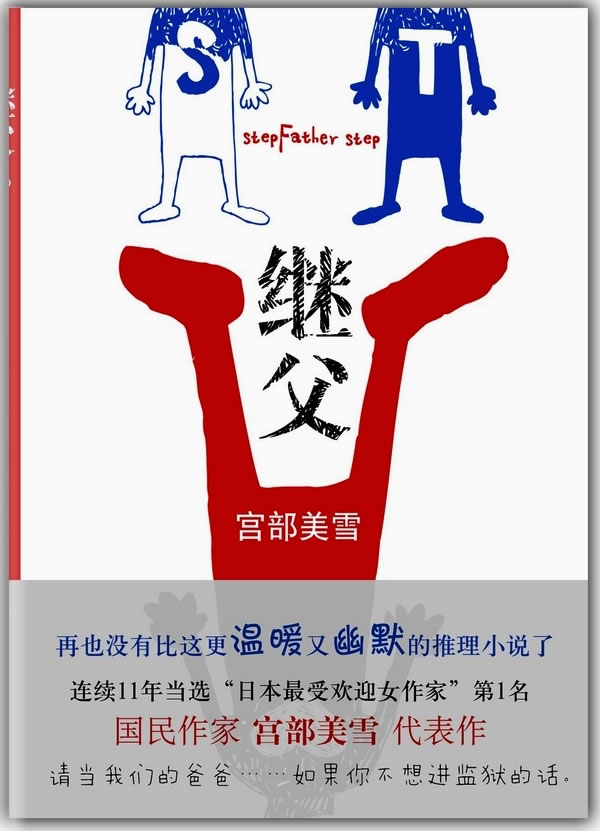 S T
stepFather step
继父
宫部美雪
再也没有比这更温暖又幽默的推理小说了
连续11年当选“日本最受欢迎女作家”第1名
国民作家 宫部美雪 代表作
请当我们的爸爸……如果你不想进监狱的话。